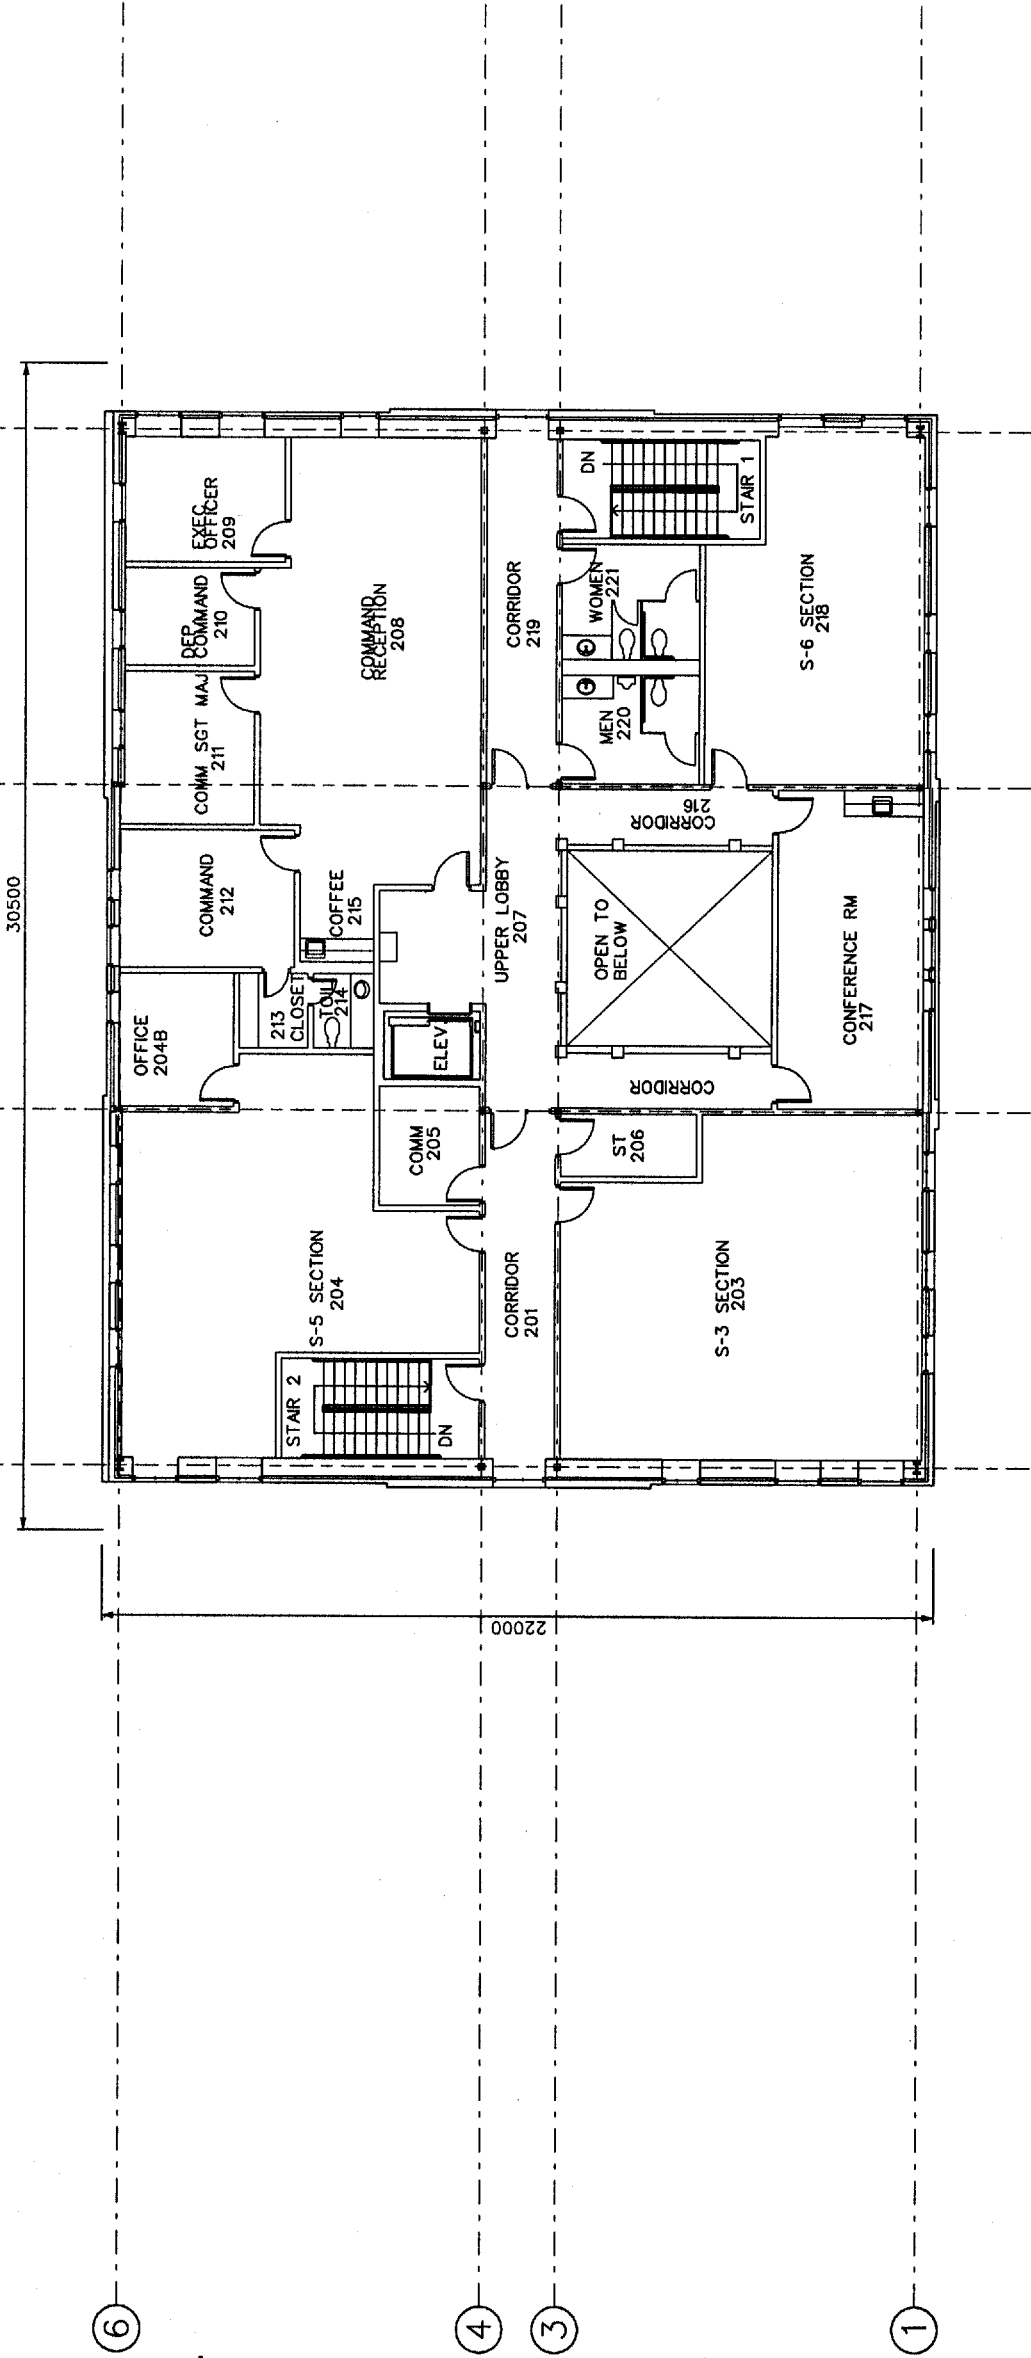 30500
EXEC
OFFICER
209
DEP
COMMAND
210
COMM SGT MAJ
211
COMMAND
212
OFFICE
204B
213
CLOSET
TOIL
214
COFFEE
215
COMMAND
RECEPTION
208
CORRIDOR
219
DN
STAIR 1
WOMEN
221
MEN
220
S-6 SECTION
218
CORRIDOR
216
UPPER LOBBY
207
OPEN TO
BELOW
CONFERENCE RM
217
CORRIDOR
ELEV
COMM
205
ST
206
S-5 SECTION
204
CORRIDOR
201
S-3 SECTION
203
STAIR 2
DN
22000
6
4
3
1